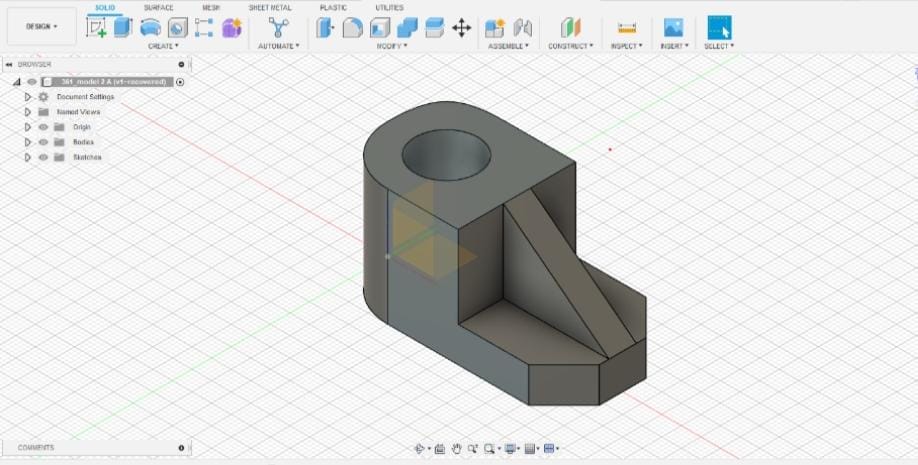 SOLID SURFACE MESH SHEET METAL PLASTIC UTILITIES
DESIGN
CREATE AUTOMATE MODIFY ASSEMBLE CONSTRUCT INSPECT INSERT SELECT
BROWSER
361_model 2 A (v1~recovered)
Document Settings
Named Views
Origin
Bodies
Sketches
COMMENTS